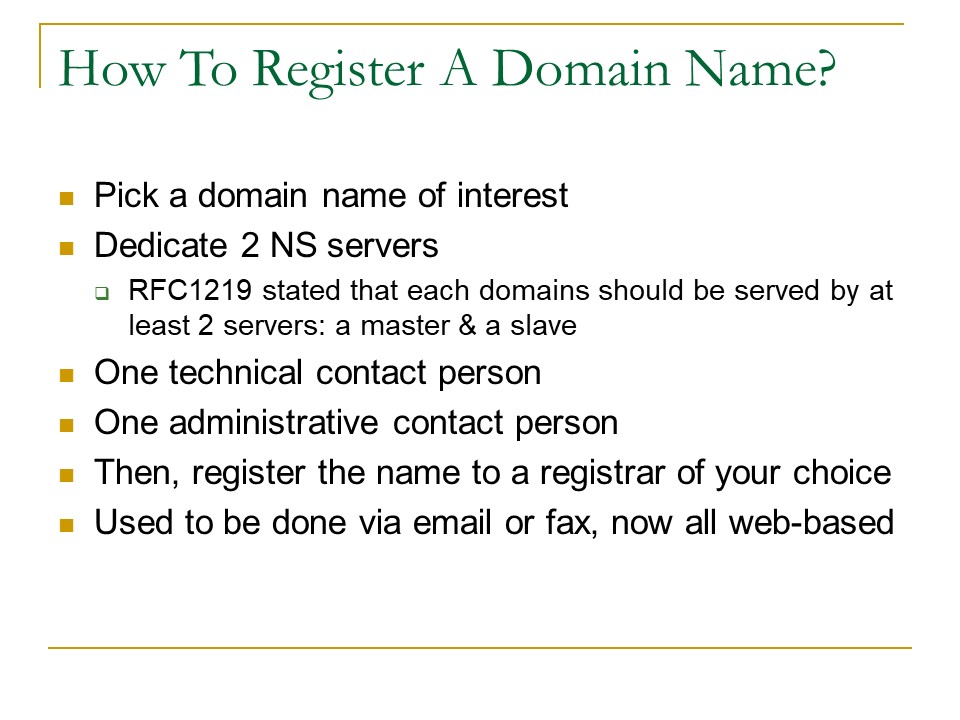 How To Register A Domain Name?
Pick a domain name of interest
Dedicate 2 NS servers
RFC1219 stated that each domains should be served by at
least 2 servers: a master & a slave
One technical contact person
One administrative contact person
Then, register the name to a registrar of your choice
Used to be done via email or fax, now all web-based